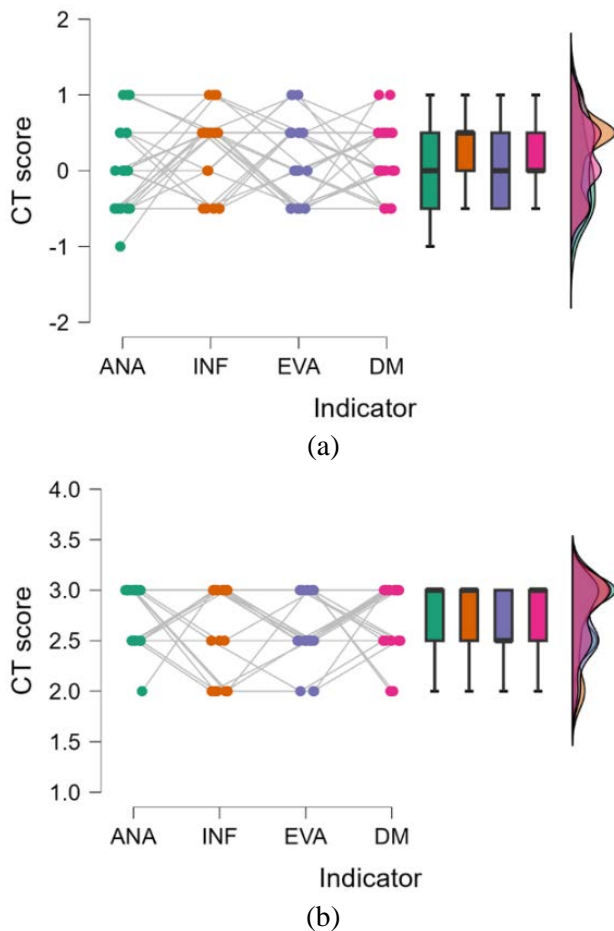 2
1
0
-1
-2
CT score
ANA INF EVA DM
Indicator
(a)
4.0
3.5
3.0
2.5
2.0
1.5
1.0
CT score
ANA INF EVA DM
Indicator
(b)